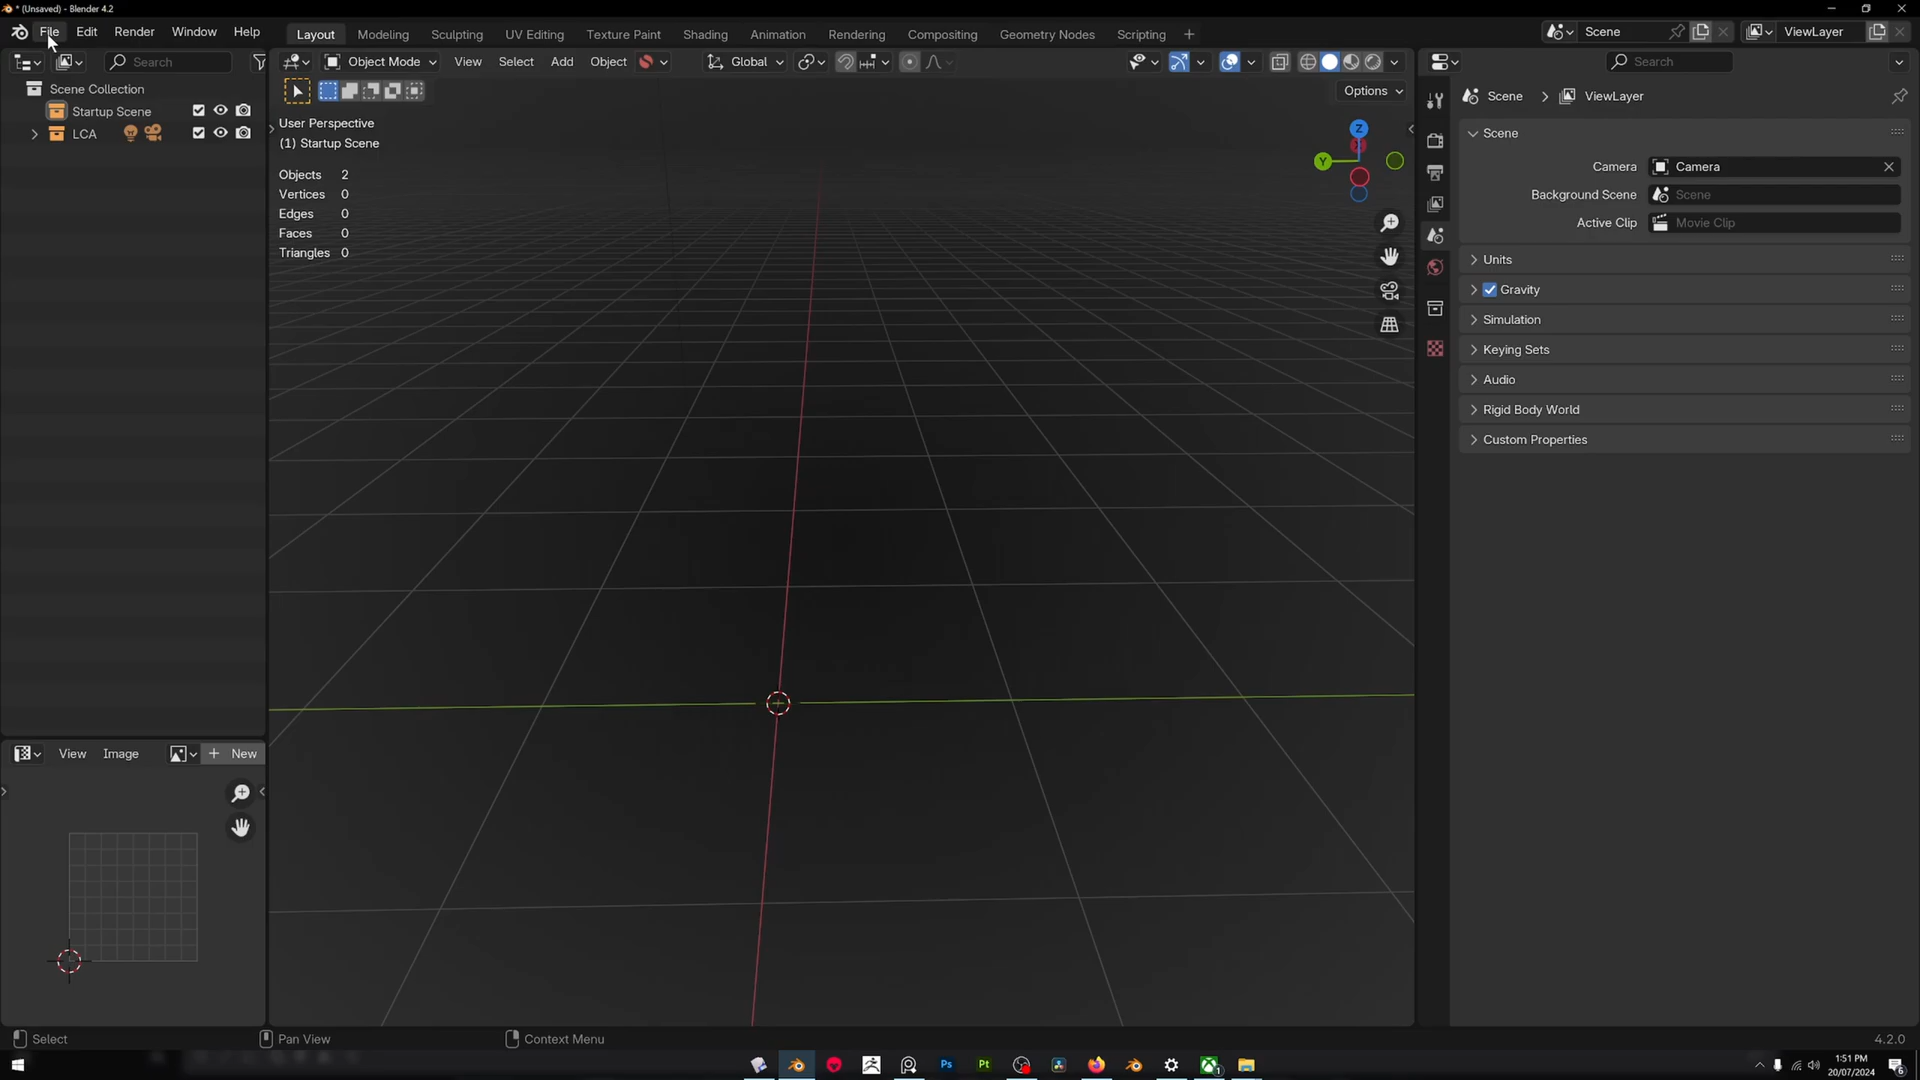 * (Unsaved) - Blender 4.2
File Edit Render Window Help
Layout Modeling Sculpting UV Editing Texture Paint Shading Animation Rendering Compositing Geometry Nodes Scripting +
Scene ViewLayer
Search
Object Mode View Select Add Object Global
Search
Scene Collection
Startup Scene
LCA
Options
User Perspective
(1) Startup Scene
Objects 2
Vertices 0
Edges 0
Faces 0
Triangles 0
Z
X
Y
Scene > ViewLayer
Scene
Camera Camera
Background Scene Scene
Active Clip Movie Clip
Units
Gravity
Simulation
Keying Sets
Audio
Rigid Body World
Custom Properties
View Image + New
Select Pan View Context Menu 4.2.0
Ps Pt
1
1:51 PM
20/07/2024
6